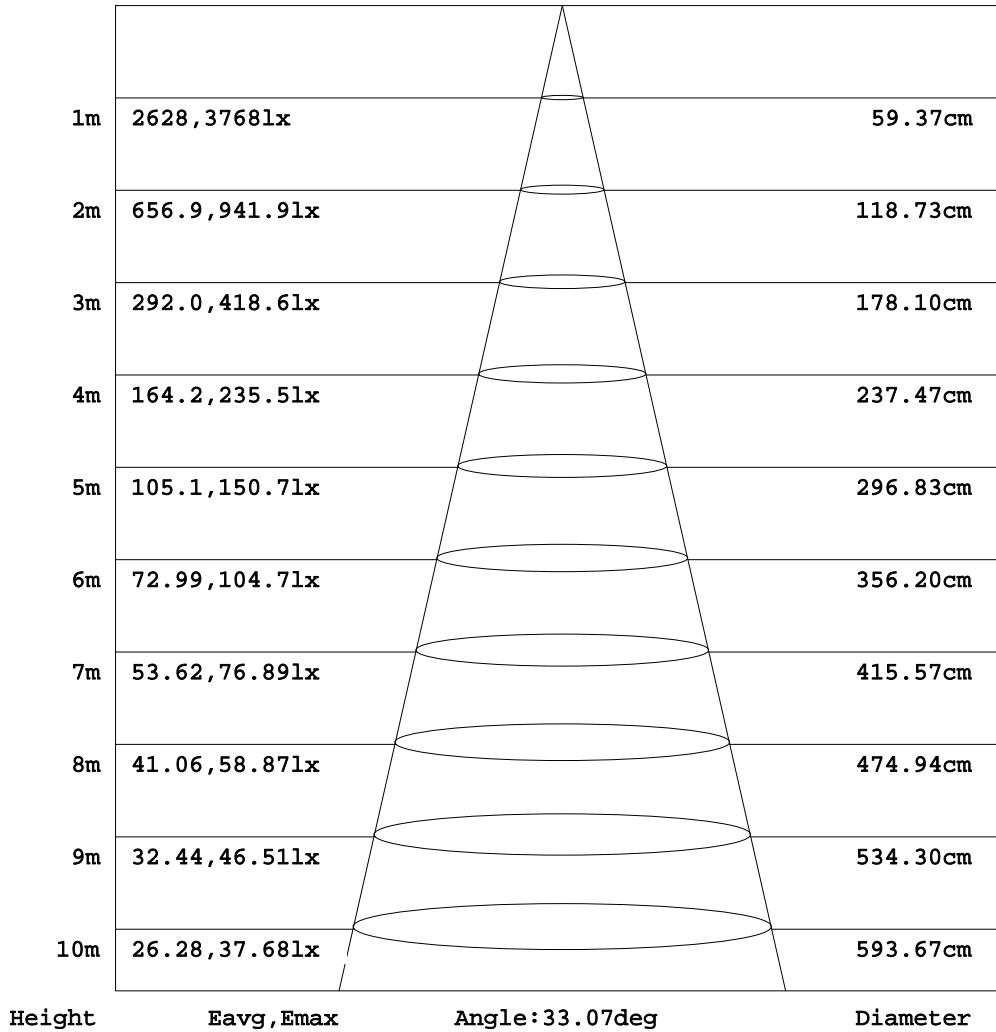 1m 2628,3768lx 59.37cm
2m 656.9,941.9lx 118.73cm
3m 292.0,418.6lx 178.10cm
4m 164.2,235.5lx 237.47cm
5m 105.1,150.7lx 296.83cm
6m 72.99,104.7lx 356.20cm
7m 53.62,76.89lx 415.57cm
8m 41.06,58.87lx 474.94cm
9m 32.44,46.51lx 534.30cm
10m 26.28,37.68lx 593.67cm
Height Eavg,Emax Angle:33.07deg Diameter